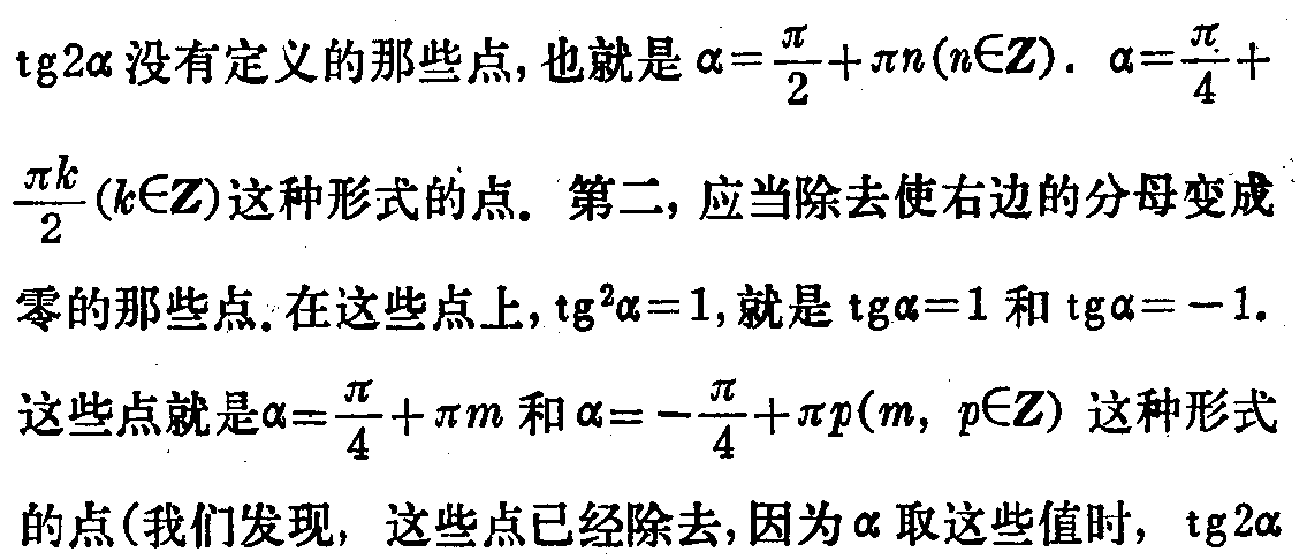 tg2α 没有定义的那些点, 也就是 α=π/2+πn(n∈Z). α=π/4+
πk/2 (k∈Z)这种形式的点. 第二, 应当除去使右边的分母变成
零的那些点. 在这些点上, tg²α=1, 就是 tgα=1 和 tgα=-1.
这些点就是α=π/4+πm 和 α=-π/4+πp(m, p∈Z) 这种形式
的点(我们发现, 这些点已经除去, 因为 α 取这些值时, tg2α